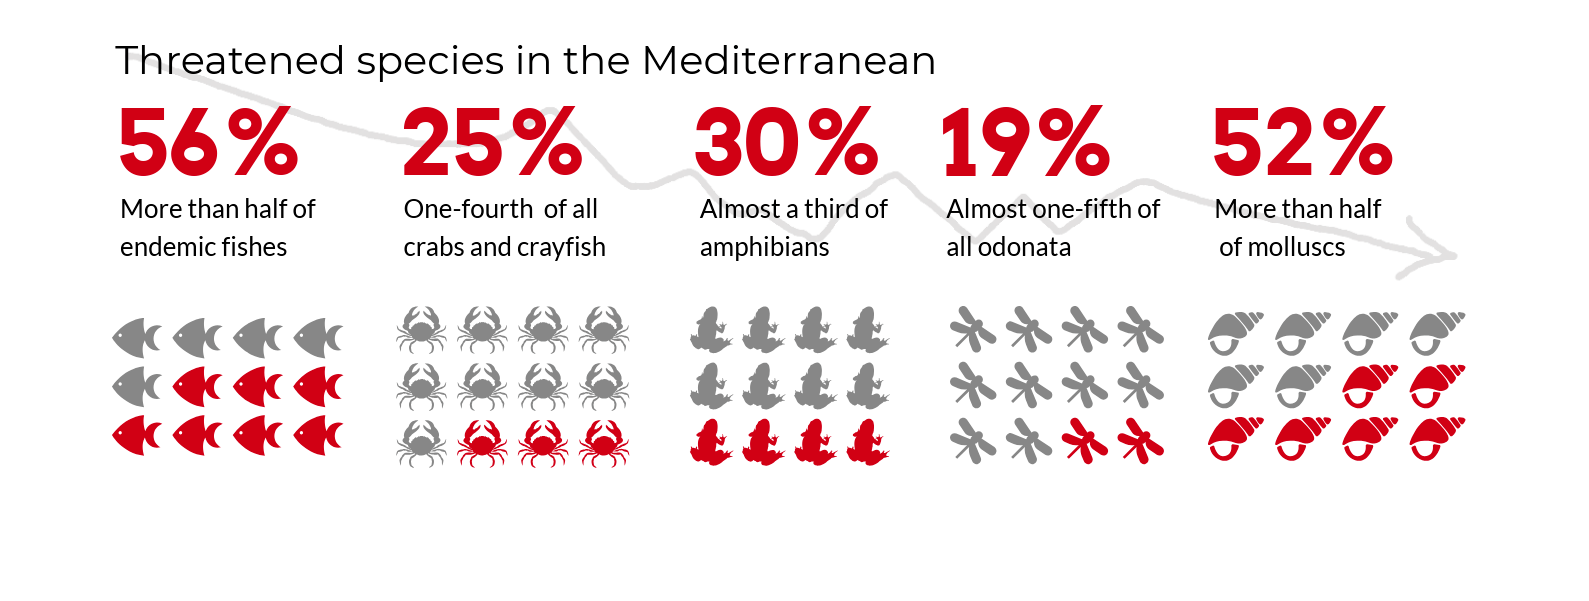 Threatened species in the Mediterranean
56%
More than half of
endemic fishes
25%
One-fourth of all
crabs and crayfish
30%
Almost a third of
amphibians
19%
Almost one-fifth of
all odonata
52%
More than half
of molluscs